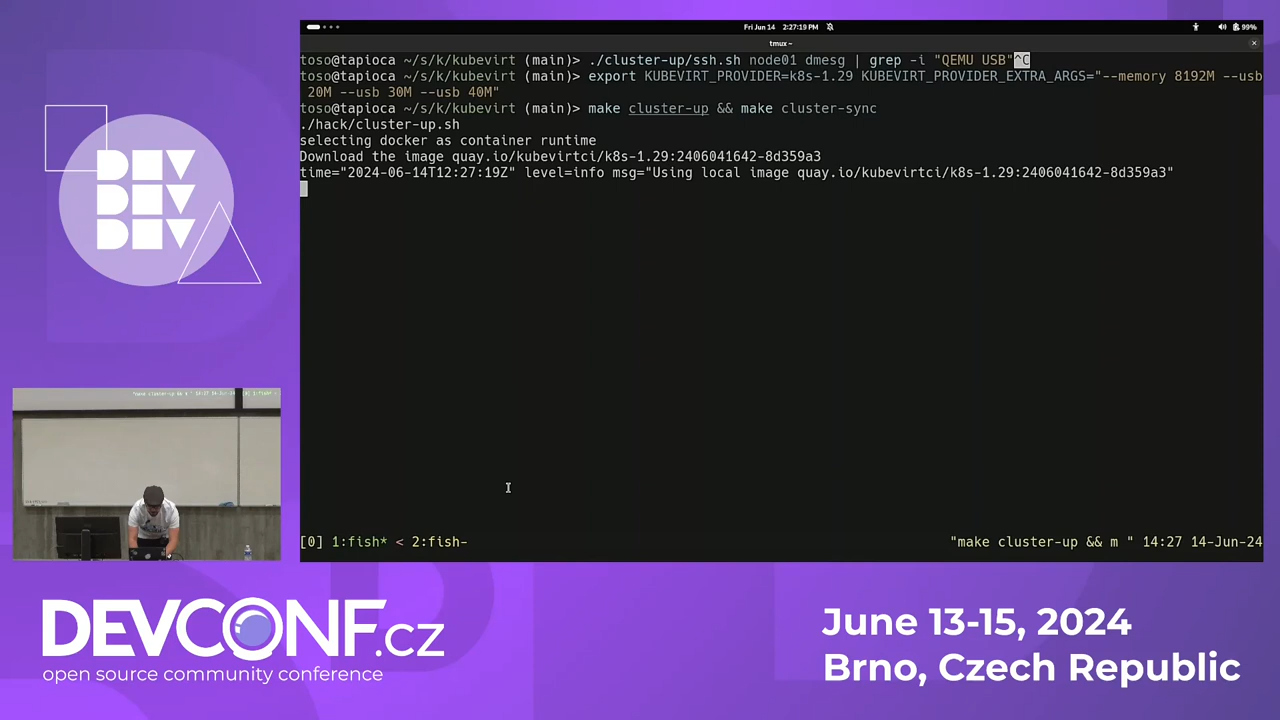 Fri Jun 14  2:27:19 PM
99%
tmux ~
toso@tapioca ~/s/k/kubevirt (main)> ./cluster-up/ssh.sh node01 dmesg | grep -i "QEMU USB"^C
toso@tapioca ~/s/k/kubevirt (main)> export KUBEVIRT_PROVIDER=k8s-1.29 KUBEVIRT_PROVIDER_EXTRA_ARGS="--memory 8192M --usb
20M --usb 30M --usb 40M"
toso@tapioca ~/s/k/kubevirt (main)> make cluster-up && make cluster-sync
./hack/cluster-up.sh
selecting docker as container runtime
Download the image quay.io/kubevirtci/k8s-1.29:2406041642-8d359a3
time="2024-06-14T12:27:19Z" level=info msg="Using local image quay.io/kubevirtci/k8s-1.29:2406041642-8d359a3"
[0] 1:fish* < 2:fish-
"make cluster-up && m " 14:27 14-Jun-24
DEV
DEV
DEV
DEVCONF.cz
open source community conference
June 13-15, 2024
Brno, Czech Republic